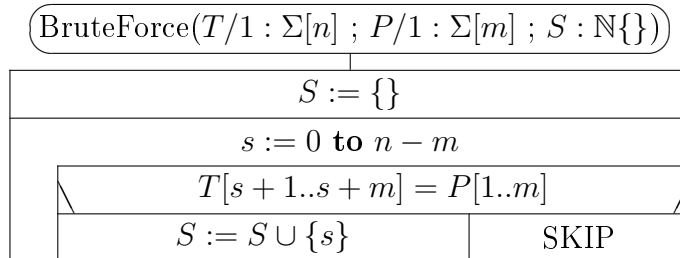 BruteForce(T/1 : Σ[n] ; P/1 : Σ[m] ; S : ℕ{})
S := {}
s := 0 to n − m
T[s + 1..s + m] = P[1..m]
S := S ∪ {s} SKIP